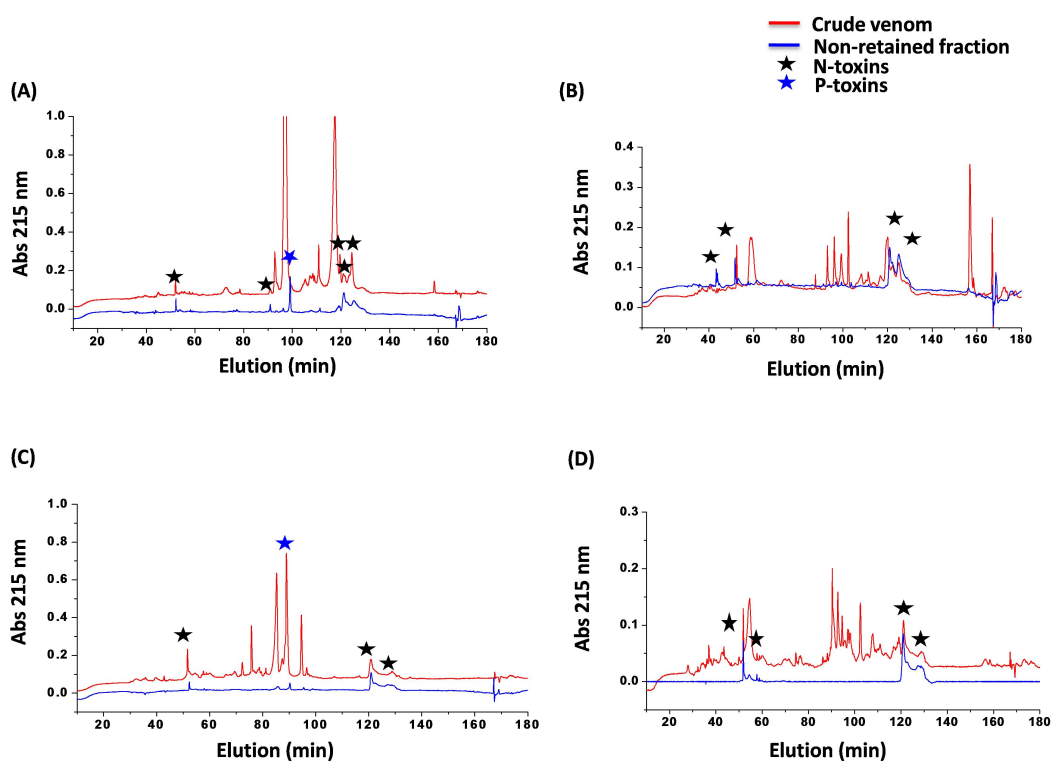 Crude venom
Non-retained fraction
N-toxins
P-toxins
(A)
1.0
0.8
0.6
0.4
0.2
0.0
Abs 215 nm
20 40 60 80 100 120 140 160 180
Elution (min)
(B)
0.4
0.3
0.2
0.1
0.0
Abs 215 nm
20 40 60 80 100 120 140 160 180
Elution (min)
(C)
1.0
0.8
0.6
0.4
0.2
0.0
Abs 215 nm
20 40 60 80 100 120 140 160 180
Elution (min)
(D)
0.3
0.2
0.1
0.0
Abs 215 nm
20 40 60 80 100 120 140 160 180
Elution (min)